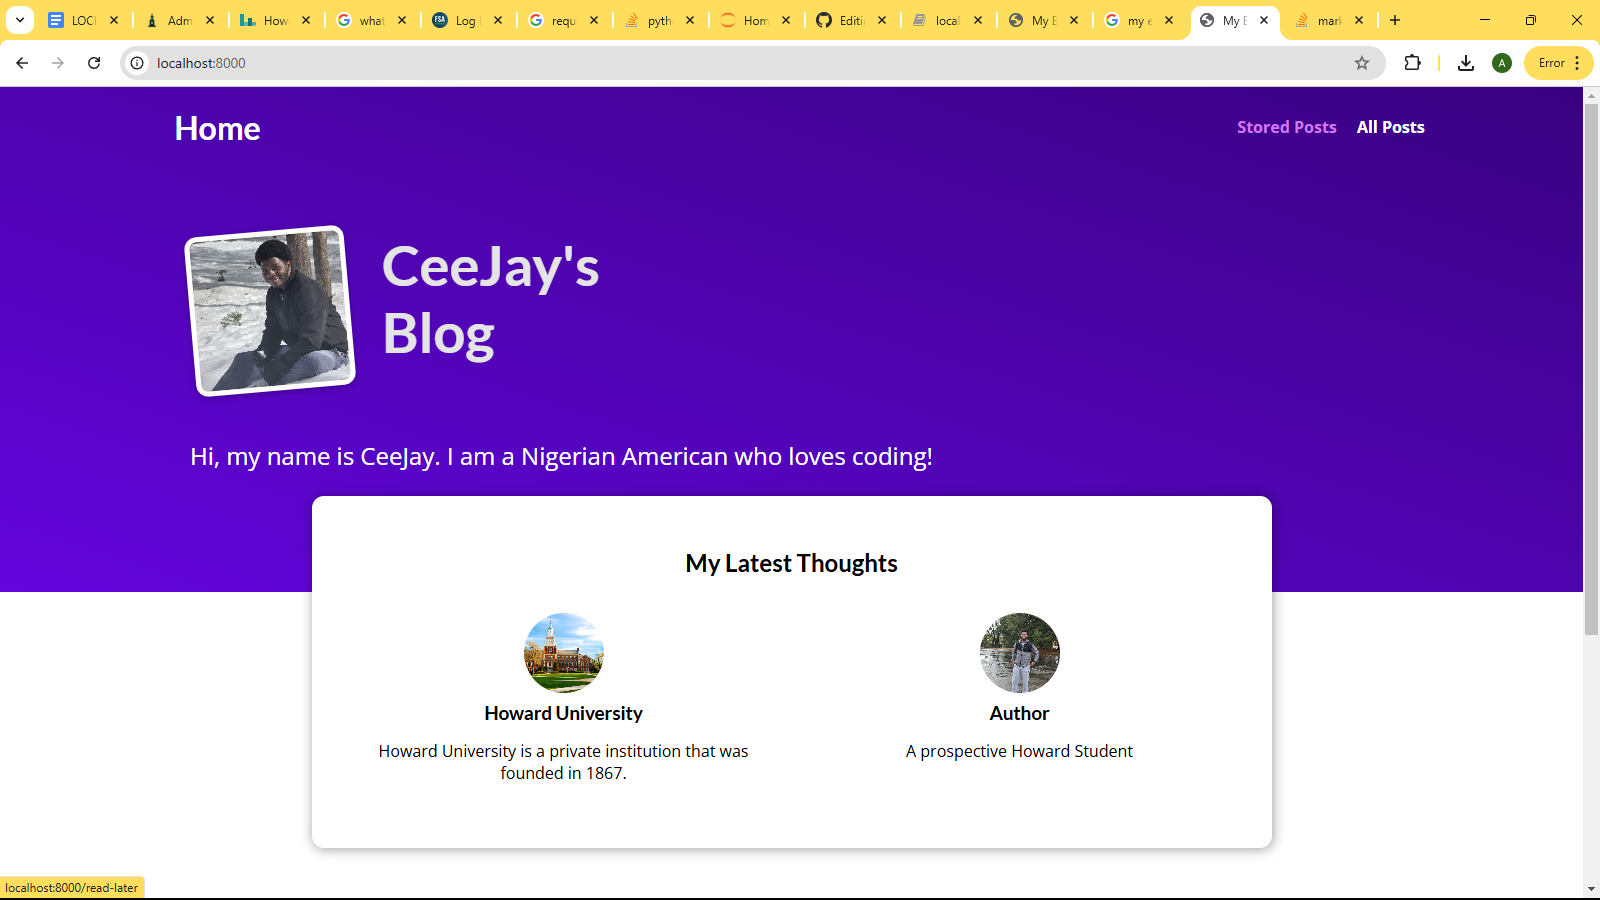 LOCI
Adm
How
what
FSA
Log
requ
pyth
Hom
Editi
local
My E
my e
My E
mark
localhost:8000
A
Error
Home
Stored Posts
All Posts
CeeJay's
Blog
Hi, my name is CeeJay. I am a Nigerian American who loves coding!
My Latest Thoughts
Howard University
Howard University is a private institution that was
founded in 1867.
Author
A prospective Howard Student
localhost:8000/read-later